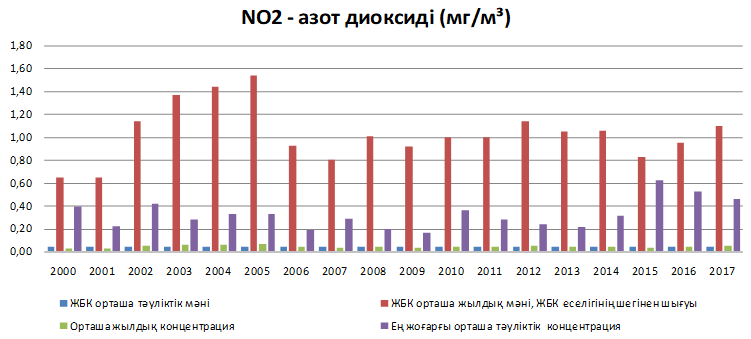 NO2 - азот диоксиді (мг/м³)
1,80
1,60
1,40
1,20
1,00
0,80
0,60
0,40
0,20
0,00
2000 2001 2002 2003 2004 2005 2006 2007 2008 2009 2010 2011 2012 2013 2014 2015 2016 2017
ЖБК орташа тәуліктік мәні ЖБК орташа жылдық мәні, ЖБК еселігінің шегінен шығуы
Орташа жылдық концентрация Ең жоғарғы орташа тәуліктік концентрация